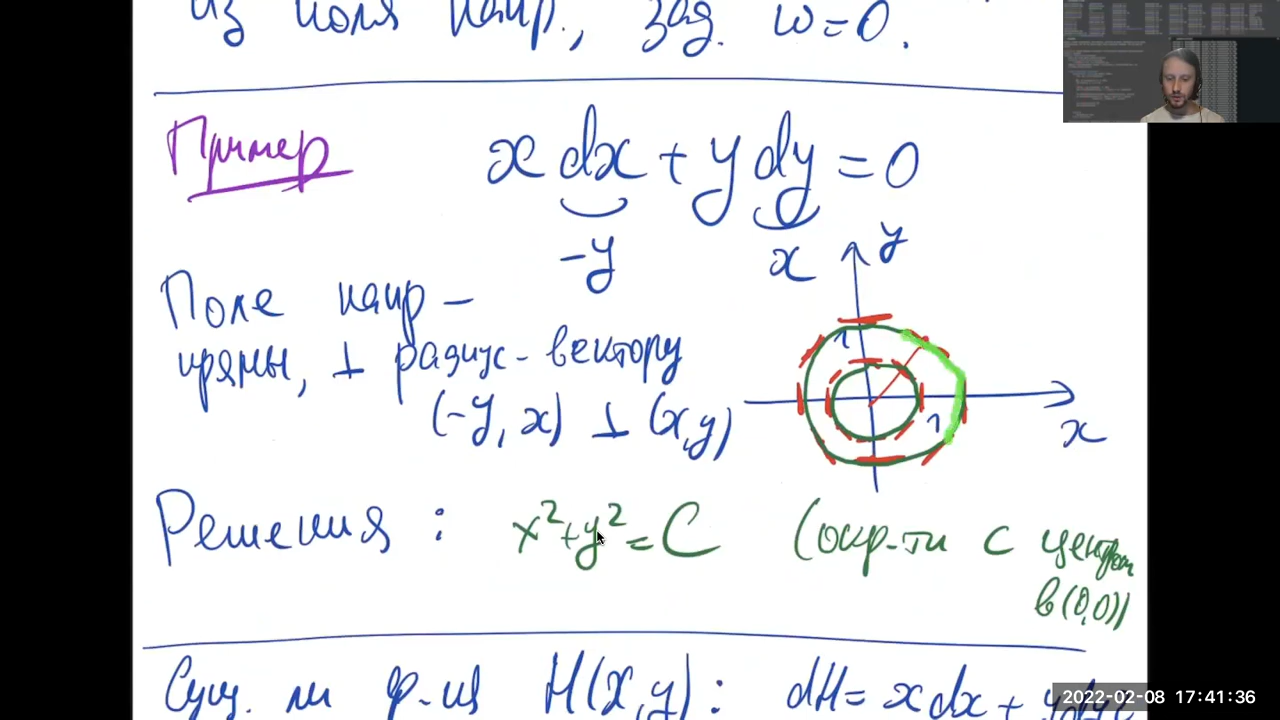 из поля напр., зад. ω=0.
Пример
x dx + y dy = 0
-y x
y
Поле напр -
прямы, ⊥ радиус-вектору
(-y, x) ⊥ (x,y)
1
1
x
Решения: x²+y²=C (окр-ти с центром
в (0,0))
Сущ. ли ф-ия H(x,y): dH = x dx + y dy
2022-02-08 17:41:36